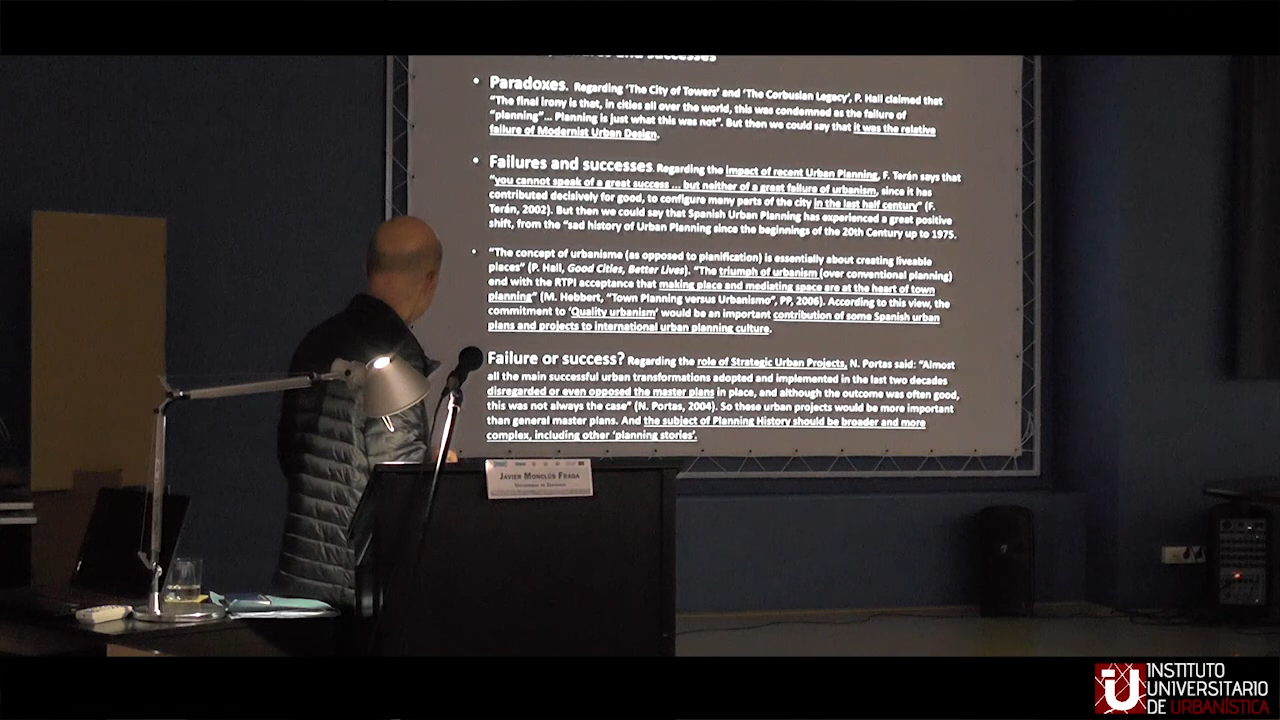 and successes
• Paradoxes. Regarding 'The City of Towers' and 'The Corbusian Legacy', P. Hall claimed that
"The final irony is that, in cities all over the world, this was condemned as the failure of
"planning"... Planning is just what this was not". But then we could say that it was the relative
failure of Modernist Urban Design.
• Failures and successes. Regarding the impact of recent Urban Planning, F. Terán says that
"you cannot speak of a great success ... but neither of a great failure of urbanism, since it has
contributed decisively for good, to configure many parts of the city in the last half century" (F.
Terán, 2002). But then we could say that Spanish Urban Planning has experienced a great positive
shift, from the "sad history of Urban Planning since the beginnings of the 20th Century up to 1975.
• "The concept of urbanisme (as opposed to planification) is essentially about creating liveable
places" (P. Hall, Good Cities, Better Lives). "The triumph of urbanism (over conventional planning)
end with the RTPI acceptance that making place and mediating space are at the heart of town
planning" (M. Hebbert, "Town Planning versus Urbanismo", PP, 2006). According to this view, the
commitment to 'Quality urbanism' would be an important contribution of some Spanish urban
plans and projects to international urban planning culture.
Failure or success? Regarding the role of Strategic Urban Projects, N. Portas said: "Almost
all the main successful urban transformations adopted and implemented in the last two decades
disregarded or even opposed the master plans in place, and although the outcome was often good,
this was not always the case" (N. Portas, 2004). So these urban projects would be more important
than general master plans. And the subject of Planning History should be broader and more
complex, including other 'planning stories'.
JAVIER MONCLÚS FRAGA
UNIVERSIDAD DE ZARAGOZA
INSTITUTO
UNIVERSITARIO
DE URBANÍSTICA